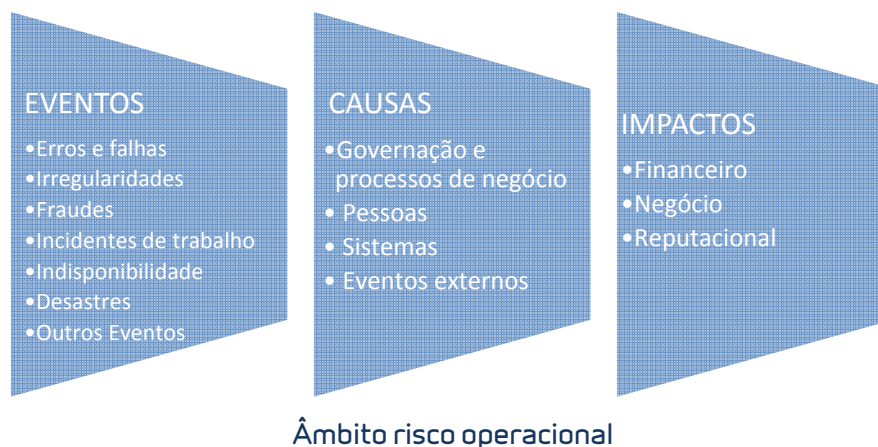 EVENTOS
•Erros e falhas
•Irregularidades
•Fraudes
•Incidentes de trabalho
•Indisponibilidade
•Desastres
•Outros Eventos
CAUSAS
•Governação e
processos de negócio
• Pessoas
• Sistemas
• Eventos externos
IMPACTOS
•Financeiro
•Negócio
•Reputacional
Âmbito risco operacional